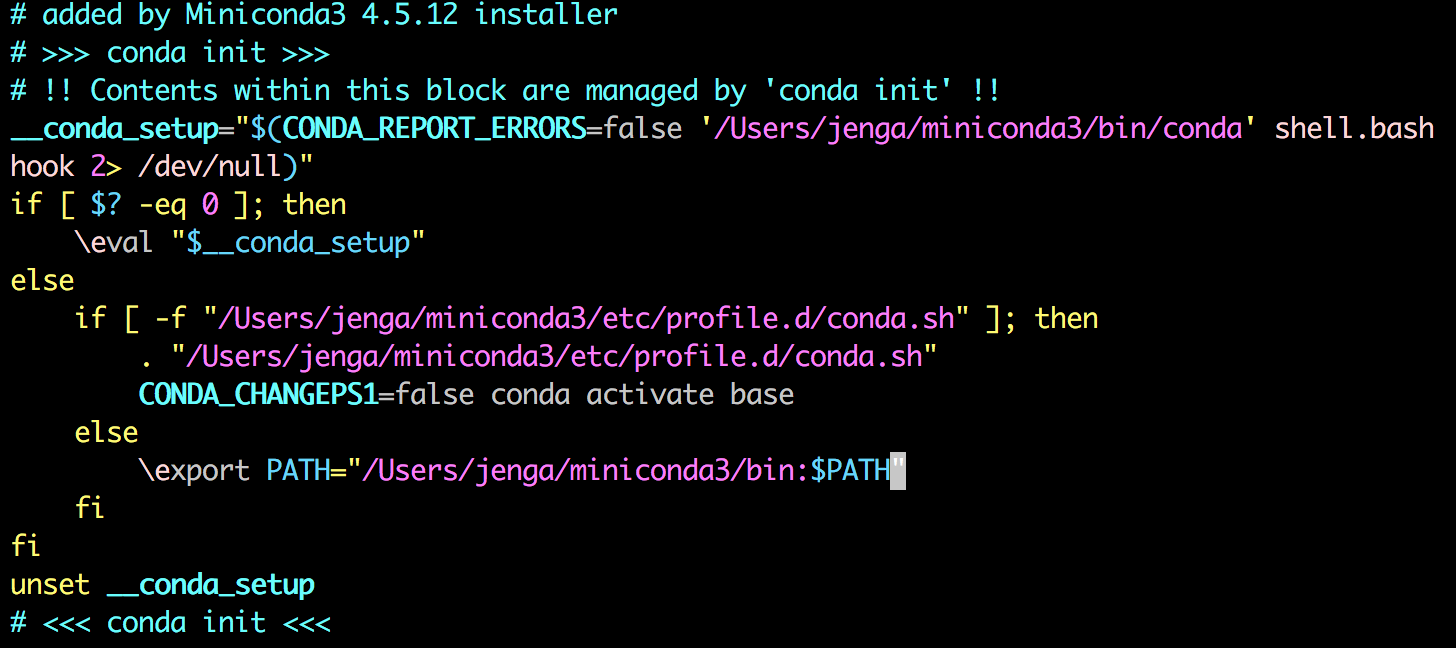 # added by Miniconda3 4.5.12 installer
# >>> conda init >>>
# !! Contents within this block are managed by 'conda init' !!
__conda_setup="$(CONDA_REPORT_ERRORS=false '/Users/jenga/miniconda3/bin/conda' shell.bash
hook 2> /dev/null)"
if [ $? -eq 0 ]; then
    \eval "$__conda_setup"
else
    if [ -f "/Users/jenga/miniconda3/etc/profile.d/conda.sh" ]; then
        . "/Users/jenga/miniconda3/etc/profile.d/conda.sh"
        CONDA_CHANGEPS1=false conda activate base
    else
        \export PATH="/Users/jenga/miniconda3/bin:$PATH"
    fi
fi
unset __conda_setup
# <<< conda init <<<